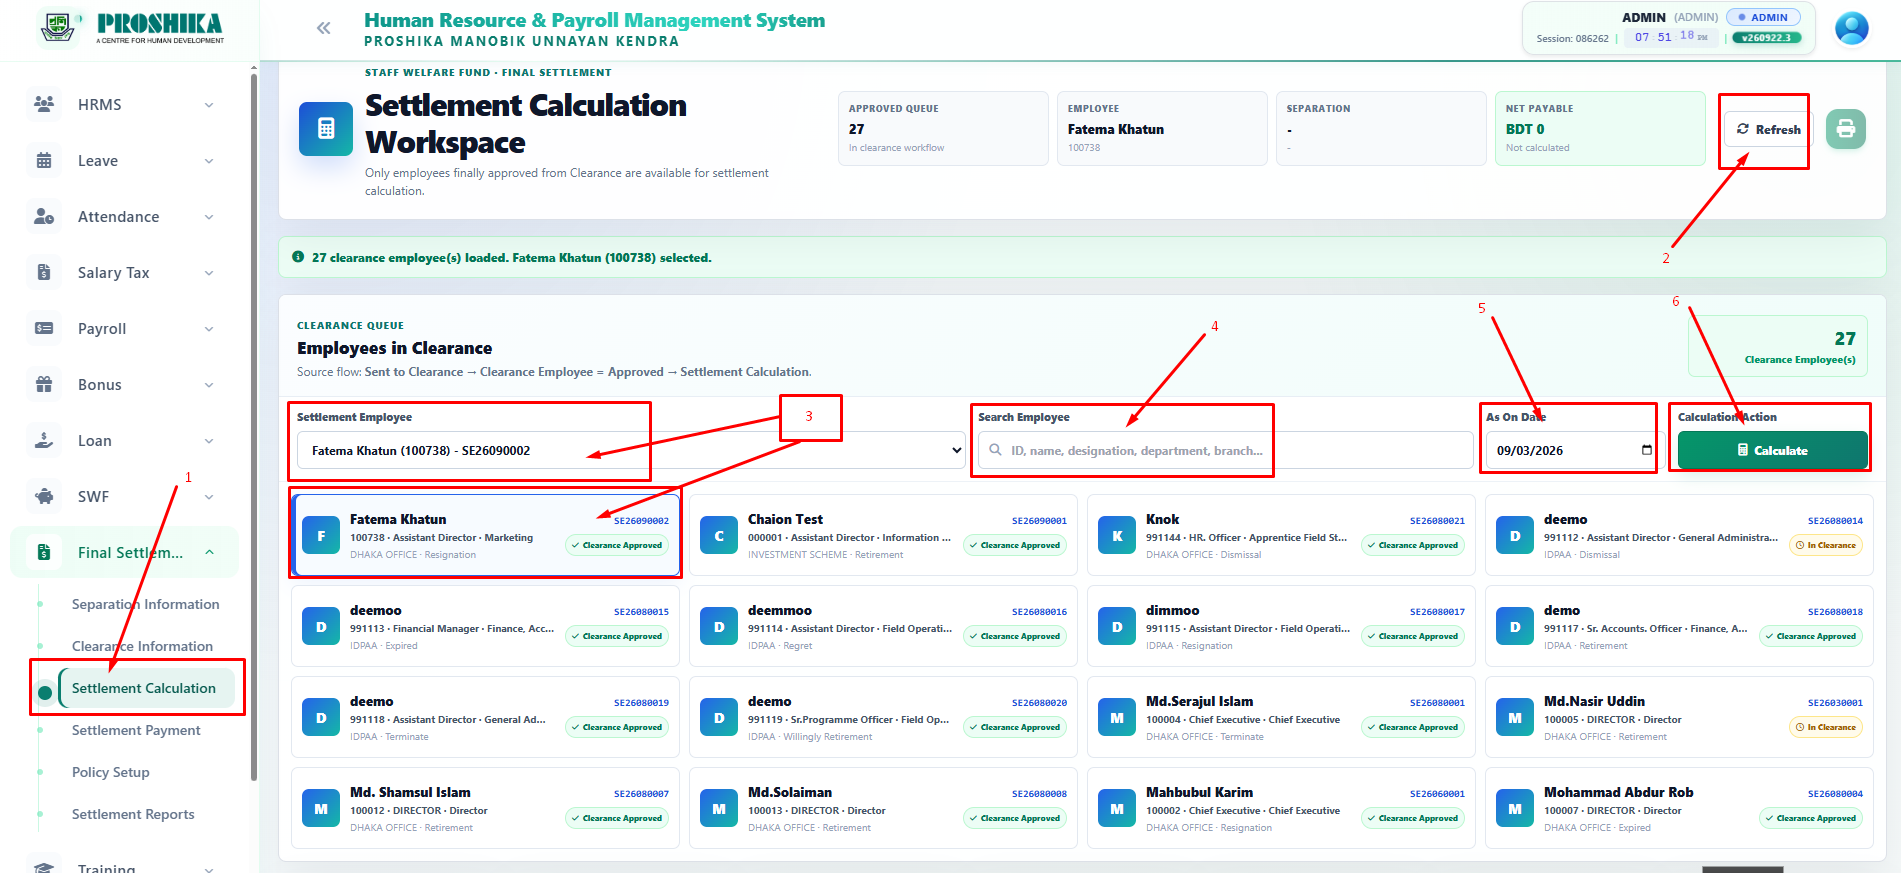 PROSHIKA
A CENTRE FOR HUMAN DEVELOPMENT
Human Resource & Payroll Management System
PROSHIKA MANOBIK UNNAYAN KENDRA
ADMIN (ADMIN) ADMIN
Session: 086262 | 07 : 51 : 18 PM | v260922.3
HRMS
Leave
Attendance
Salary Tax
Payroll
Bonus
Loan
SWF
Final Settlem...
Separation Information
Clearance Information
Settlement Calculation
Settlement Payment
Policy Setup
Settlement Reports
Training
1
STAFF WELFARE FUND · FINAL SETTLEMENT
Settlement Calculation
Workspace
Only employees finally approved from Clearance are available for settlement
calculation.
APPROVED QUEUE
27
In clearance workflow
EMPLOYEE
Fatema Khatun
100738
SEPARATION
-
-
NET PAYABLE
BDT 0
Not calculated
Refresh
2
27 clearance employee(s) loaded. Fatema Khatun (100738) selected.
CLEARANCE QUEUE
Employees in Clearance
Source flow: Sent to Clearance → Clearance Employee = Approved → Settlement Calculation.
27
Clearance Employee(s)
3
4
5
6
Settlement Employee
Fatema Khatun (100738) - SE26090002
Search Employee
ID, name, designation, department, branch...
As On Date
09/03/2026
Calculation Action
Calculate
F
Fatema Khatun
SE26090002
100738 · Assistant Director · Marketing
DHAKA OFFICE · Resignation
Clearance Approved
C
Chaion Test
SE26090001
000001 · Assistant Director · Information ...
INVESTMENT SCHEME · Retirement
Clearance Approved
K
Knok
SE26080021
991144 · HR. Officer · Apprentice Field St...
DHAKA OFFICE · Dismissal
Clearance Approved
D
deemo
SE26080014
991112 · Assistant Director · General Administra...
IDPAA · Dismissal
In Clearance
D
deemoo
SE26080015
991113 · Financial Manager · Finance, Acc...
IDPAA · Expired
Clearance Approved
D
deemmoo
SE26080016
991114 · Assistant Director · Field Operati...
IDPAA · Regret
Clearance Approved
D
dimmoo
SE26080017
991115 · Assistant Director · Field Operati...
IDPAA · Resignation
Clearance Approved
D
demo
SE26080018
991117 · Sr. Accounts. Officer · Finance, A...
IDPAA · Retirement
Clearance Approved
D
deemo
SE26080019
991118 · Assistant Director · General Ad...
IDPAA · Terminate
Clearance Approved
D
deemo
SE26080020
991119 · Sr.Programme Officer · Field Op...
IDPAA · Willingly Retirement
Clearance Approved
M
Md.Serajul Islam
SE26080001
100004 · Chief Executive · Chief Executive
DHAKA OFFICE · Terminate
Clearance Approved
M
Md.Nasir Uddin
SE26030001
100005 · DIRECTOR · Director
DHAKA OFFICE · Retirement
In Clearance
M
Md. Shamsul Islam
SE26080007
100012 · DIRECTOR · Director
DHAKA OFFICE · Retirement
Clearance Approved
M
Md.Solaiman
SE26080008
100013 · DIRECTOR · Director
DHAKA OFFICE · Retirement
Clearance Approved
M
Mahbubul Karim
SE26060001
100002 · Chief Executive · Chief Executive
DHAKA OFFICE · Resignation
Clearance Approved
M
Mohammad Abdur Rob
SE26080004
100007 · DIRECTOR · Director
DHAKA OFFICE · Expired
Clearance Approved